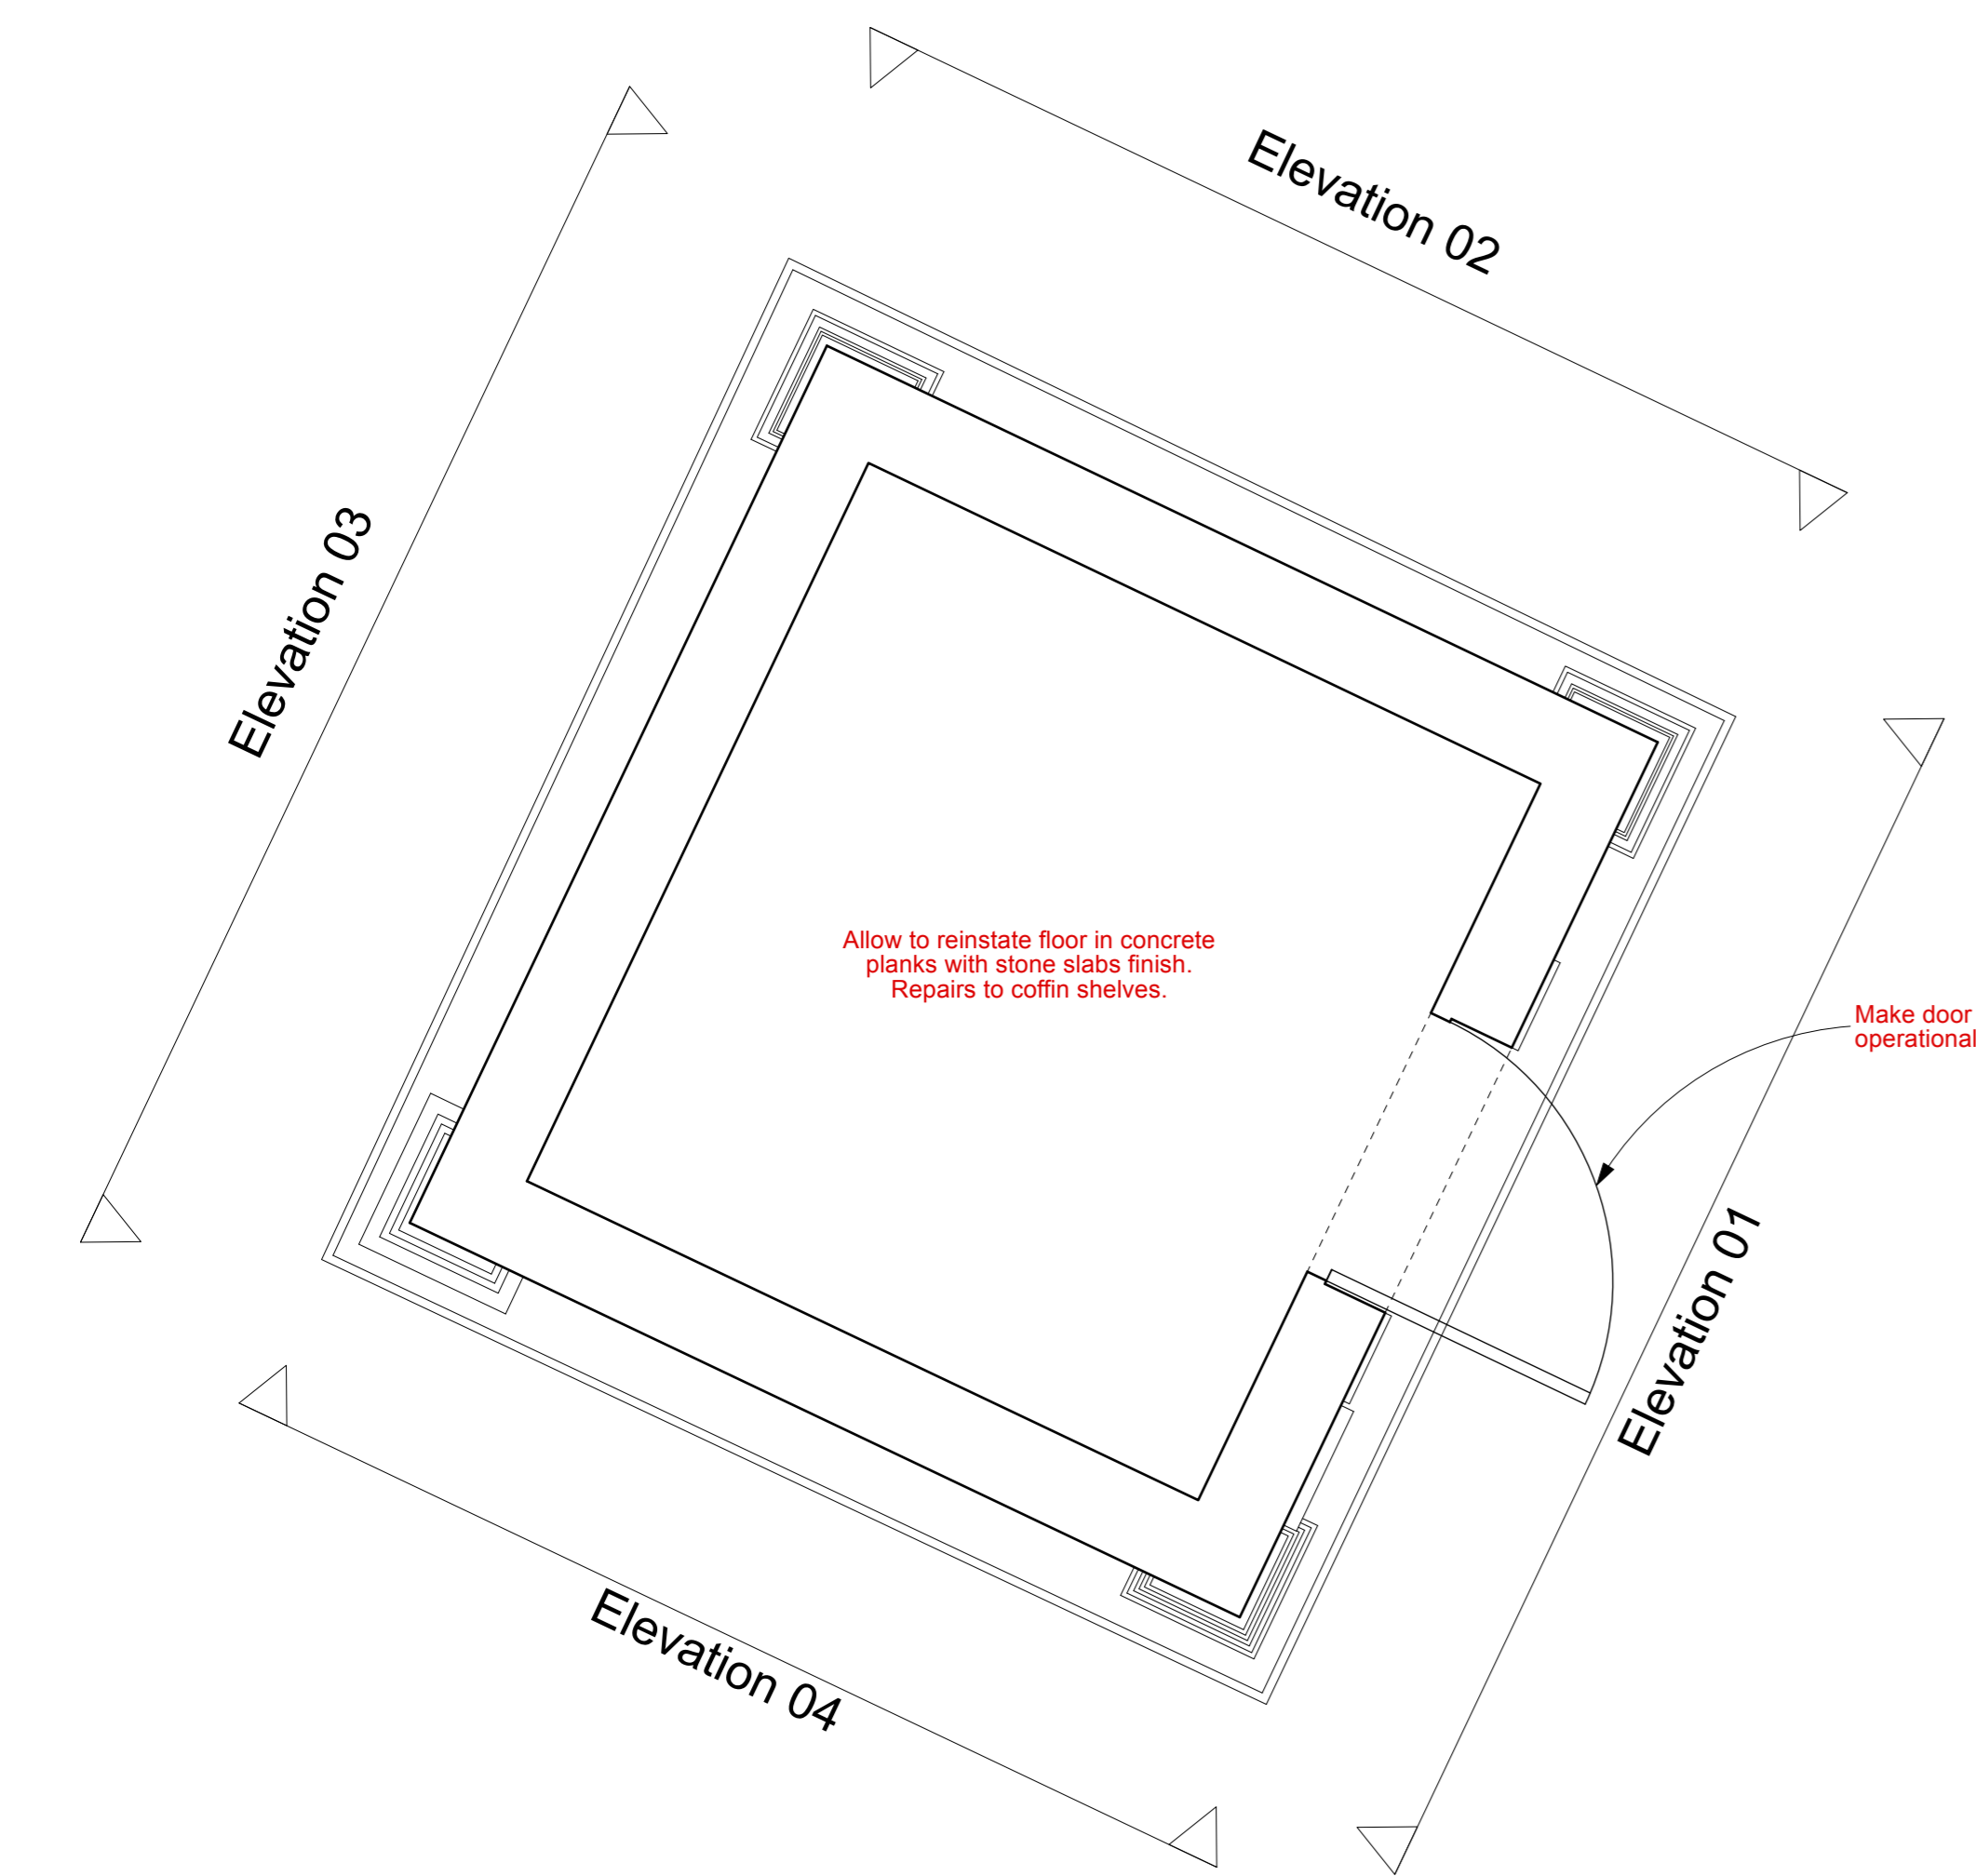 Elevation 02
Elevation 03
Allow to reinstate floor in concrete
planks with stone slabs finish.
Repairs to coffin shelves.
Make door
operational
Elevation 01
Elevation 04